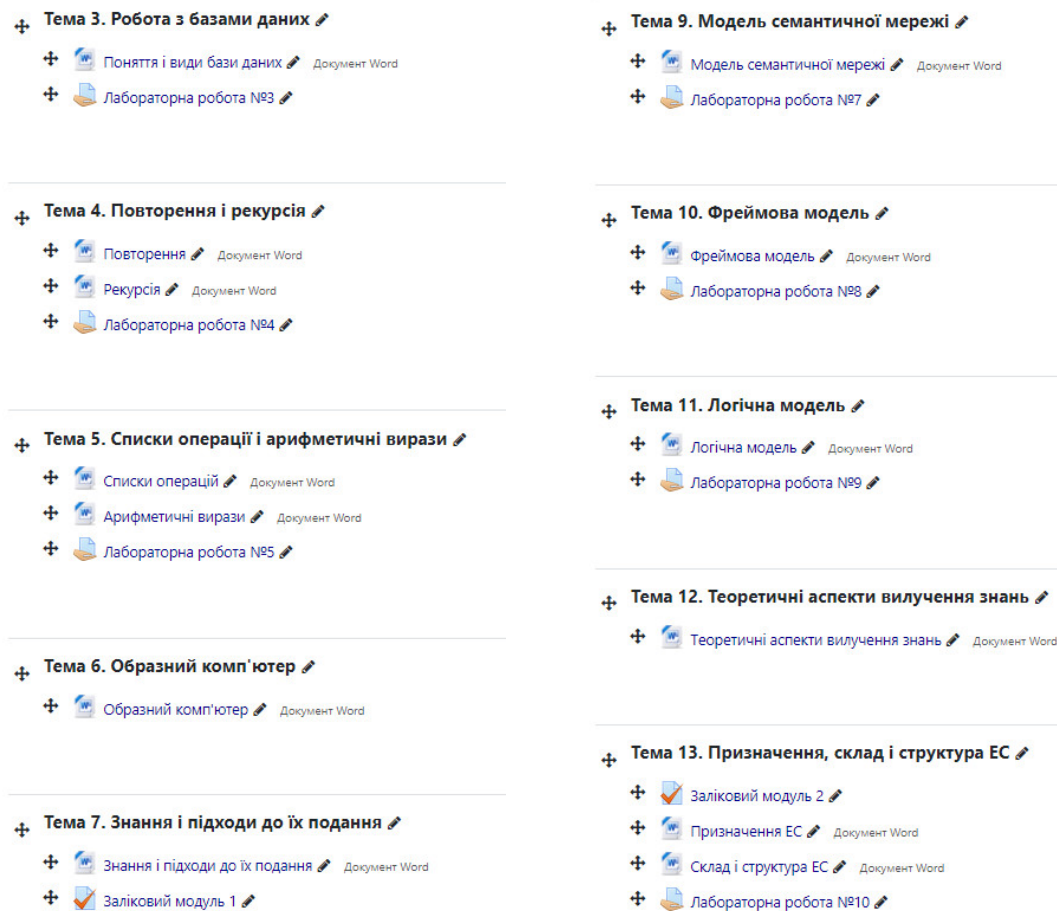 Тема 3. Робота з базами даних
Поняття і види бази даних Документ Word
Лабораторна робота №3
Тема 4. Повторення і рекурсія
Повторення Документ Word
Рекурсія Документ Word
Лабораторна робота №4
Тема 5. Списки операції і арифметичні вирази
Списки операцій Документ Word
Арифметичні вирази Документ Word
Лабораторна робота №5
Тема 6. Образний комп'ютер
Образний комп'ютер Документ Word
Тема 7. Знання і підходи до їх подання
Знання і підходи до їх подання Документ Word
Заліковий модуль 1
Тема 9. Модель семантичної мережі
Модель семантичної мережі Документ Word
Лабораторна робота №7
Тема 10. Фреймова модель
Фреймова модель Документ Word
Лабораторна робота №8
Тема 11. Логічна модель
Логічна модель Документ Word
Лабораторна робота №9
Тема 12. Теоретичні аспекти вилучення знань
Теоретичні аспекти вилучення знань Документ Word
Тема 13. Призначення, склад і структура ЕС
Заліковий модуль 2
Призначення ЕС Документ Word
Склад і структура ЕС Документ Word
Лабораторна робота №10